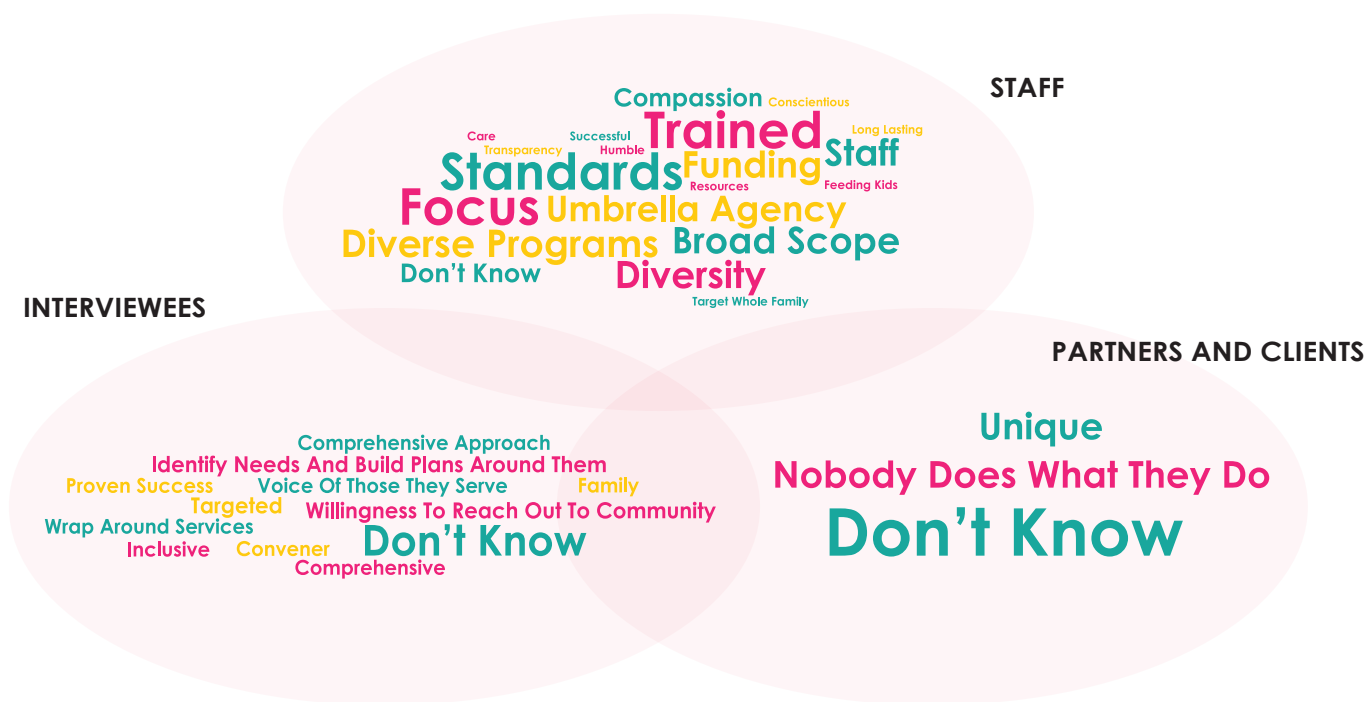 STAFF
Compassion Conscientious
Trained
Care Successful Long Lasting
Transparency Humble Staff
Standards Funding
Resources Feeding Kids
Focus Umbrella Agency
Diverse Programs Broad Scope
Don't Know Diversity
Target Whole Family
INTERVIEWEES
Comprehensive Approach
Identify Needs And Build Plans Around Them
Proven Success Voice Of Those They Serve Family
Targeted Willingness To Reach Out To Community
Wrap Around Services Don't Know
Inclusive Convener
Comprehensive
PARTNERS AND CLIENTS
Unique
Nobody Does What They Do
Don't Know